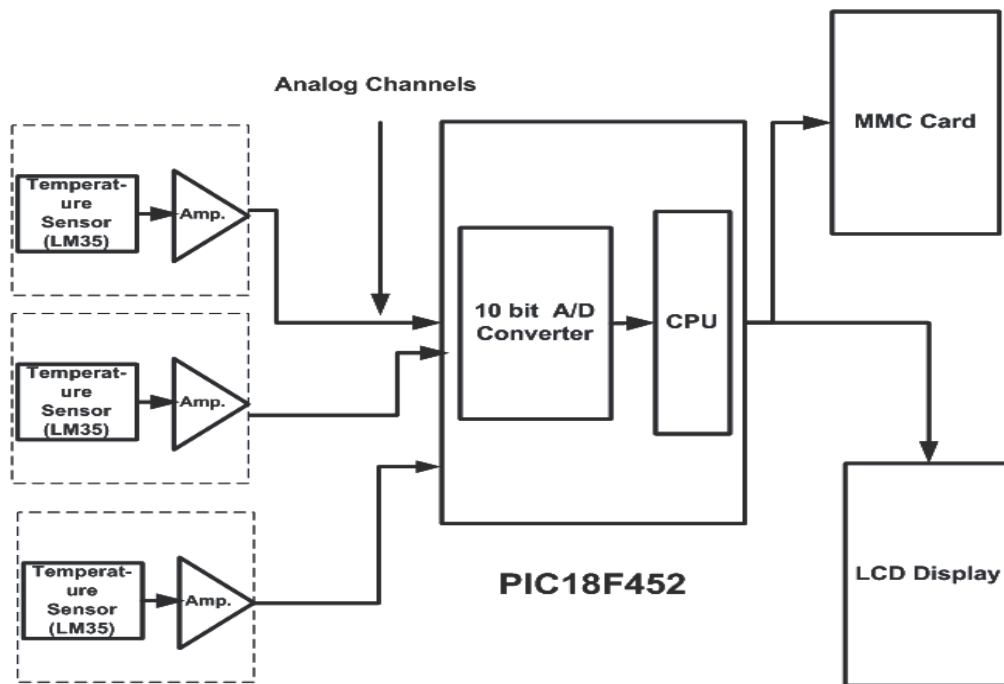 Analog Channels
MMC Card
Temperat-
ure
Sensor
(LM35)
Amp.
10 bit A/D
Converter
CPU
Temperat-
ure
Sensor
(LM35)
Amp.
Temperat-
ure
Sensor
(LM35)
Amp.
PIC18F452
LCD Display